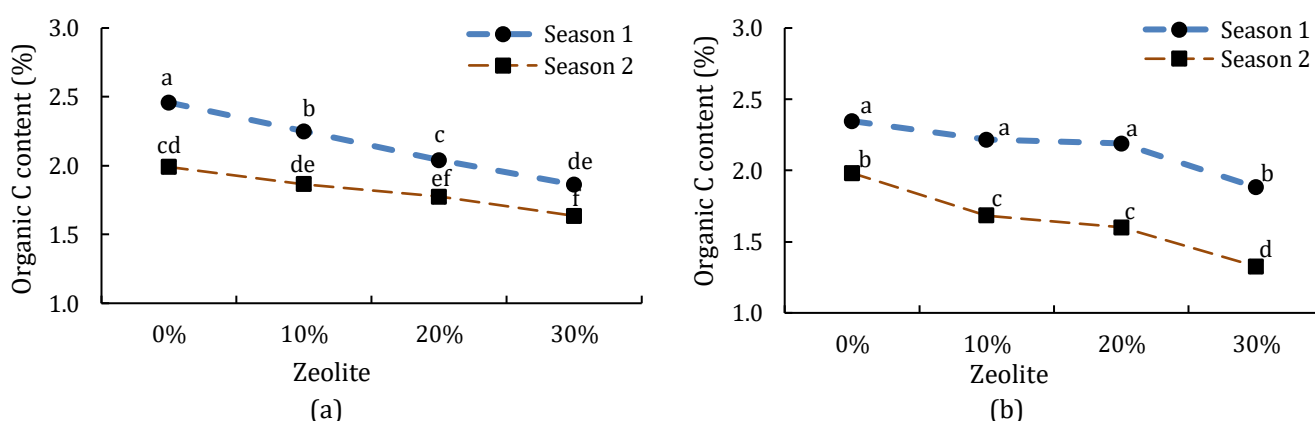 Organic C content (%)
3.0
2.5
2.0
1.5
1.0
Season 1
Season 2
a
b
c
de
cd
de
ef
f
0%
10%
20%
30%
Zeolite
(a)
Organic C content (%)
3.0
2.5
2.0
1.5
1.0
Season 1
Season 2
a
a
a
b
b
c
c
d
0%
10%
20%
30%
Zeolite
(b)